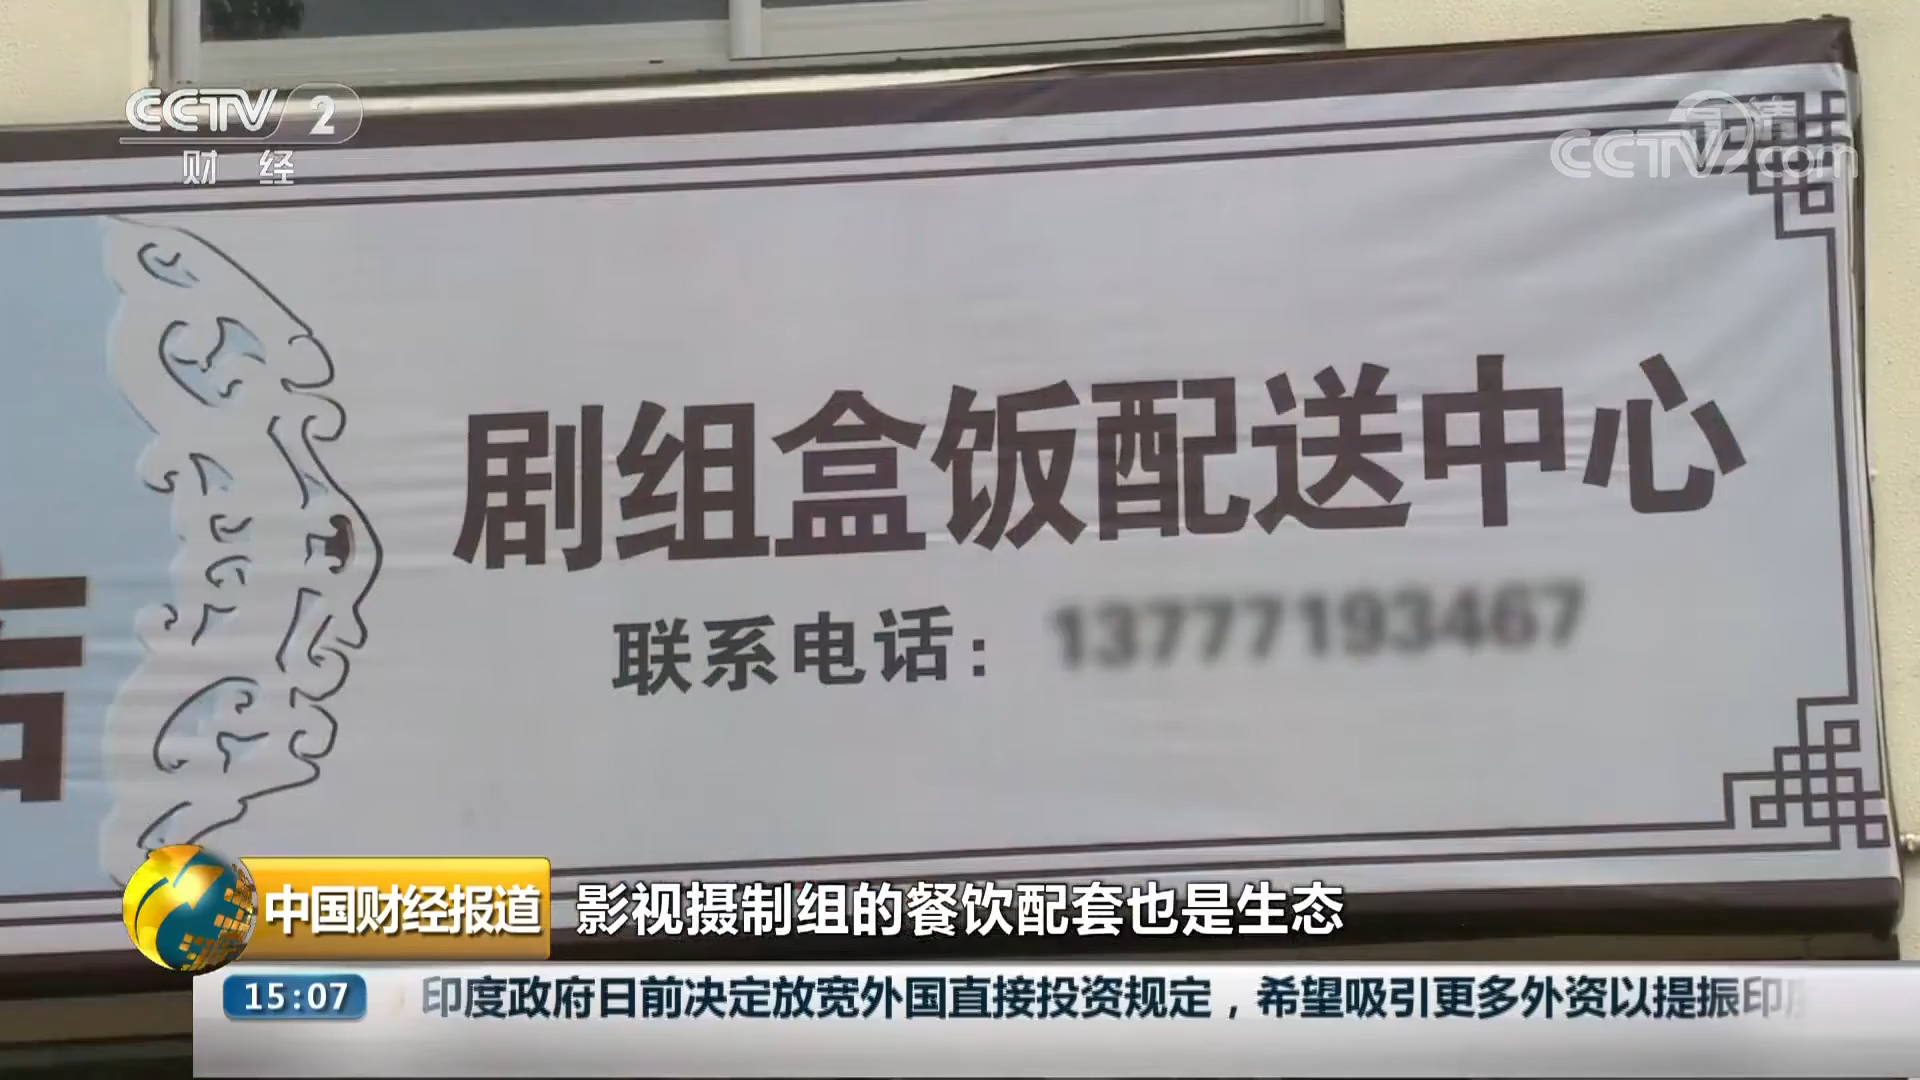 CCTV 2
财经
高清
CCTV.com
剧组盒饭配送中心
联系电话：
中国财经报道
影视摄制组的餐饮配套也是生态
15:07
印度政府日前决定放宽外国直接投资规定，希望吸引更多外资以提振印